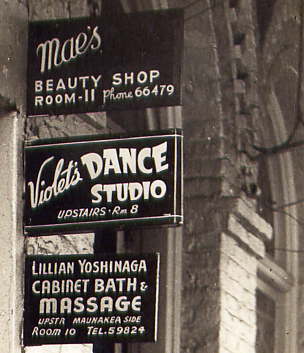 Mae's
BEAUTY SHOP
ROOM-11 Phone 66479
Violet's DANCE
STUDIO
UPSTAIRS · Rm 8
LILLIAN YOSHINAGA
CABINET BATH &
MASSAGE
UPSTR MAUNAKEA SIDE
ROOM 10 TEL. 59824